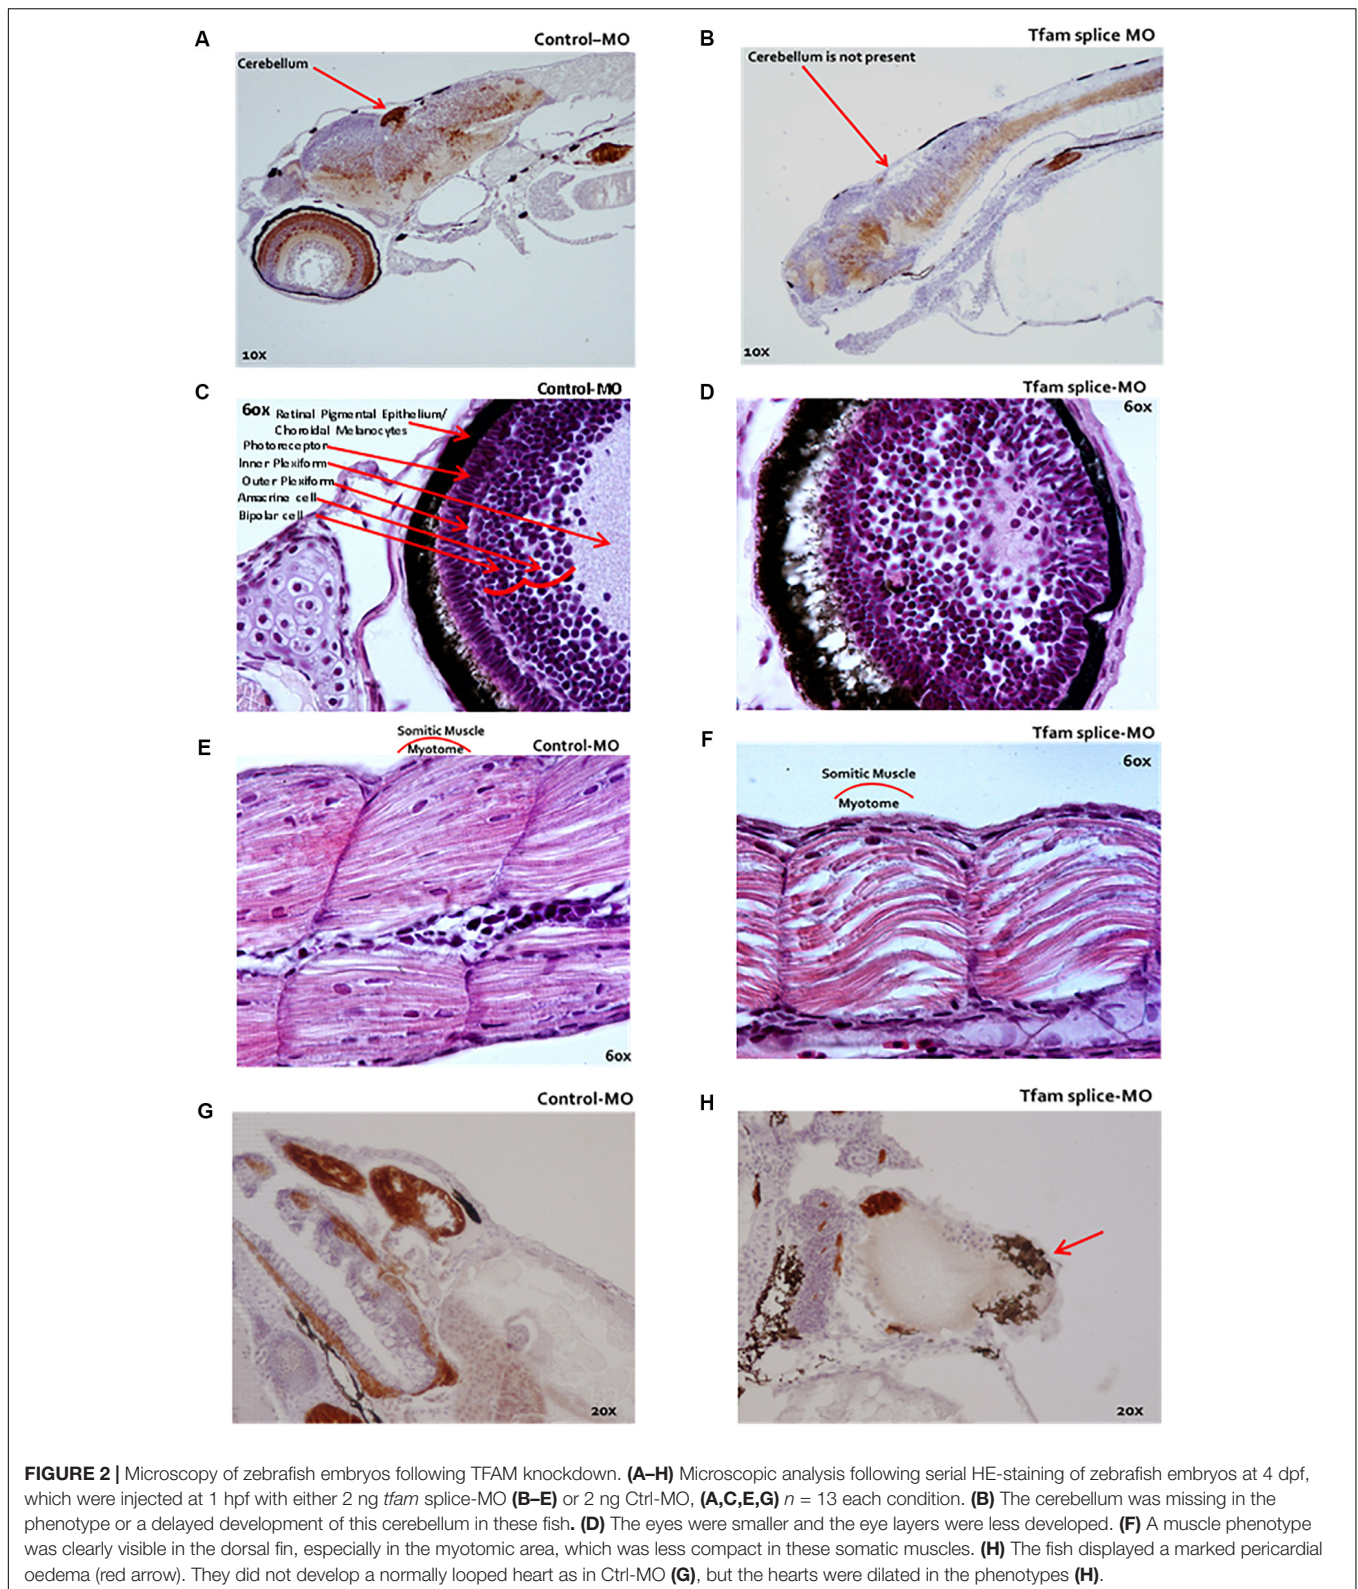 A
Control–MO
Cerebellum
10X
B
Tfam splice MO
Cerebellum is not present
10X
C
Control-MO
60X Retinal Pigmental Epithelium/
Choroidal Melanocytes
Photoreceptor
Inner Plexiform
Outer Plexiform
Amacrine cell
Bipolar cell
D
Tfam splice-MO
60X
E
Somitic Muscle
Myotome
Control-MO
60X
F
Tfam splice-MO
60X
Somitic Muscle
Myotome
G
Control-MO
20X
H
Tfam splice-MO
20X
FIGURE 2 | Microscopy of zebrafish embryos following TFAM knockdown. (A–H) Microscopic analysis following serial HE-staining of zebrafish embryos at 4 dpf,
which were injected at 1 hpf with either 2 ng tfam splice-MO (B–E) or 2 ng Ctrl-MO, (A,C,E,G) n = 13 each condition. (B) The cerebellum was missing in the
phenotype or a delayed development of this cerebellum in these fish. (D) The eyes were smaller and the eye layers were less developed. (F) A muscle phenotype
was clearly visible in the dorsal fin, especially in the myotomic area, which was less compact in these somatic muscles. (H) The fish displayed a marked pericardial
oedema (red arrow). They did not develop a normally looped heart as in Ctrl-MO (G), but the hearts were dilated in the phenotypes (H).